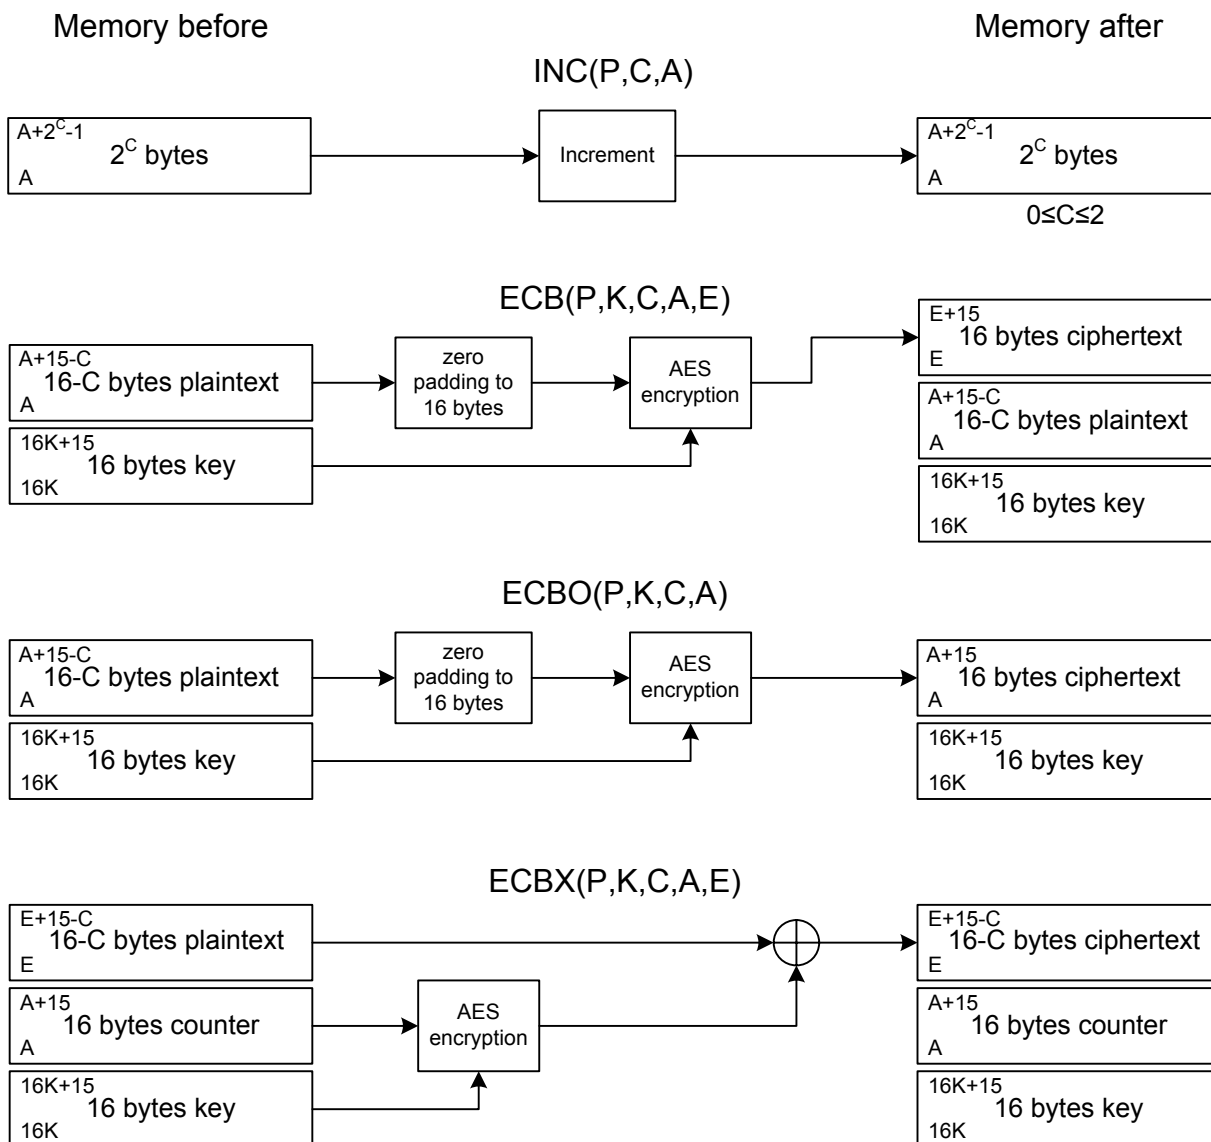 Memory before
Memory after
INC(P,C,A)
A+2^C-1
2^C bytes
A
Increment
A+2^C-1
2^C bytes
A
0≤C≤2
ECB(P,K,C,A,E)
A+15-C
16-C bytes plaintext
A
16K+15
16 bytes key
16K
zero
padding to
16 bytes
AES
encryption
E+15
16 bytes ciphertext
E
A+15-C
16-C bytes plaintext
A
16K+15
16 bytes key
16K
ECBO(P,K,C,A)
A+15-C
16-C bytes plaintext
A
16K+15
16 bytes key
16K
zero
padding to
16 bytes
AES
encryption
A+15
16 bytes ciphertext
A
16K+15
16 bytes key
16K
ECBX(P,K,C,A,E)
E+15-C
16-C bytes plaintext
E
A+15
16 bytes counter
A
16K+15
16 bytes key
16K
AES
encryption
E+15-C
16-C bytes ciphertext
E
A+15
16 bytes counter
A
16K+15
16 bytes key
16K